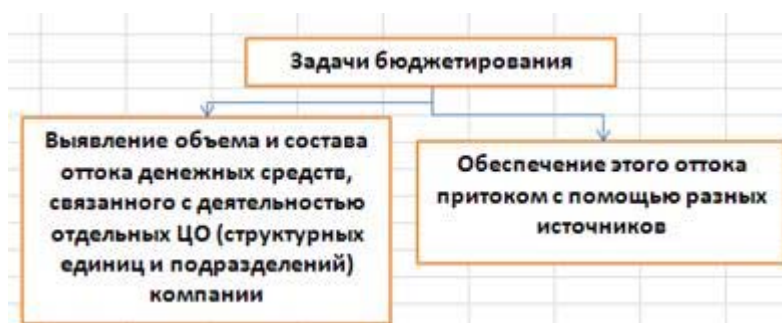 Задачи бюджетирования
Выявление объема и состава
оттока денежных средств,
связанного с деятельностью
отдельных ЦО (структурных
единиц и подразделений)
компании
Обеспечение этого оттока
притоком с помощью разных
источников